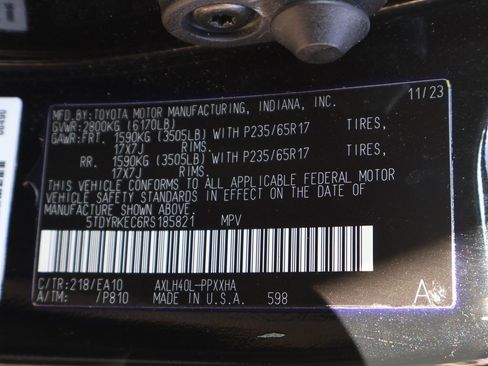 MFD.BY:TOYOTA MOTOR MANUFACTURING, INDIANA, INC. 11/23
GVWR:2800KG (6170LB)
GAWR:FRT. 1590KG (3505LB) WITH P235/65R17 TIRES,
17X7J RIMS.
RR. 1590KG (3505LB) WITH P235/65R17 TIRES,
17X7J RIMS.
THIS VEHICLE CONFORMS TO ALL APPLICABLE FEDERAL MOTOR
VEHICLE SAFETY STANDARDS IN EFFECT ON THE DATE OF
MANUFACTURE SHOWN ABOVE.
5TDYRKEC6RS185821 MPV
C/TR:218/EA10 AXLH40L-PPXXHA
A/TM: /P810 MADE IN U.S.A. 598 A